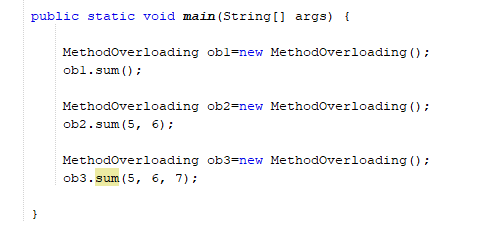 public static void main(String[] args) {
MethodOverloading ob1=new MethodOverloading();
ob1.sum();
MethodOverloading ob2=new MethodOverloading();
ob2.sum(5, 6);
MethodOverloading ob3=new MethodOverloading();
ob3.sum(5, 6, 7);
}